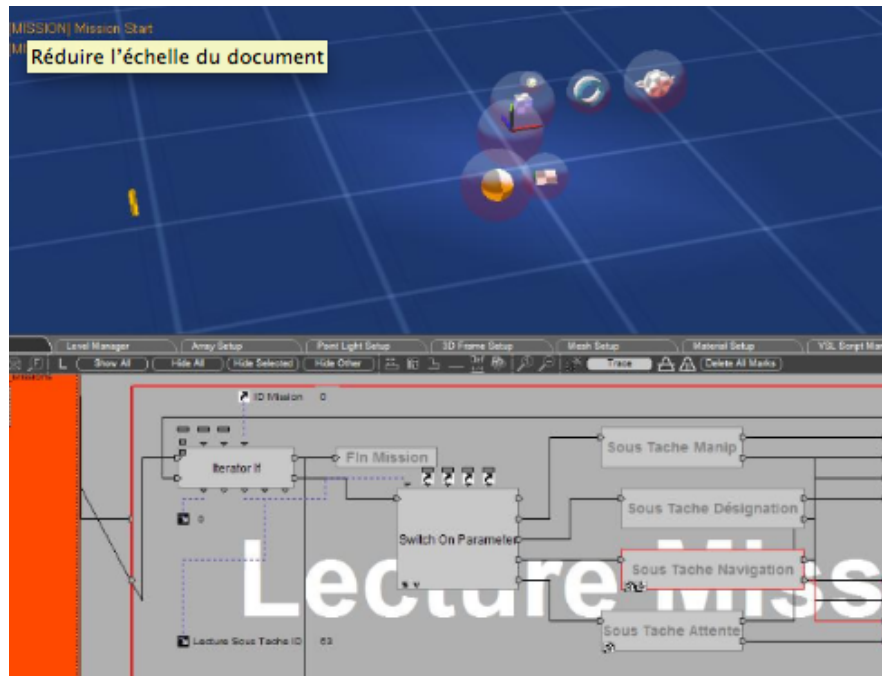 [MISSION] Mission Start
Réduire l'échelle du document
Level Manager Array Setup Point Light Setup 3D Frame Setup Mesh Setup Material Setup VSL Script Man
Show All Hide All Hide Selected Hide Other Trace Delete All Marks
ID Mission 0
Iterator If
Fin Mission
Sous Tache Manip
Switch On Parameter
Sous Tache Désignation
0
Lecture Miss
Sous Tache Navigation
Sous Tache Attente
Lecture Sous Tache ID 63